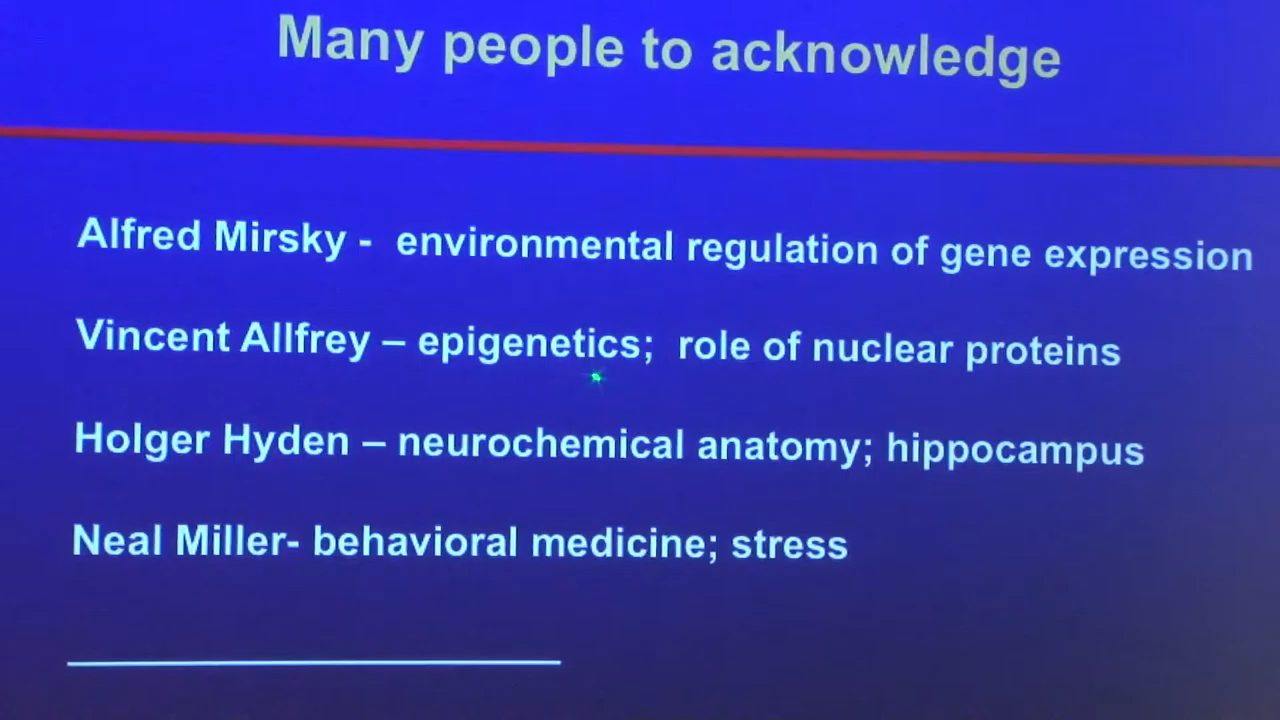 Many people to acknowledge
Alfred Mirsky - environmental regulation of gene expression
Vincent Allfrey – epigenetics; role of nuclear proteins
Holger Hyden – neurochemical anatomy; hippocampus
Neal Miller- behavioral medicine; stress